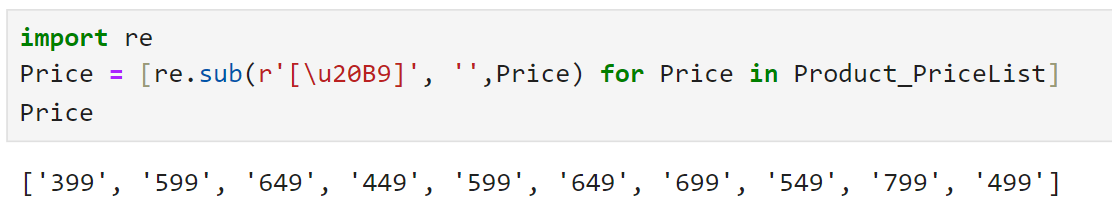 import re
Price = [re.sub(r'[\u20B9]', '',Price) for Price in Product_PriceList]
Price
['399', '599', '649', '449', '599', '649', '699', '549', '799', '499']